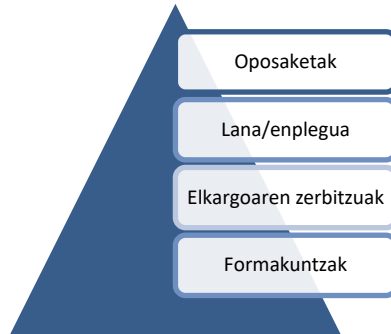 Oposaketak
Lana/enplegua
Elkargoaren zerbitzuak
Formakuntzak